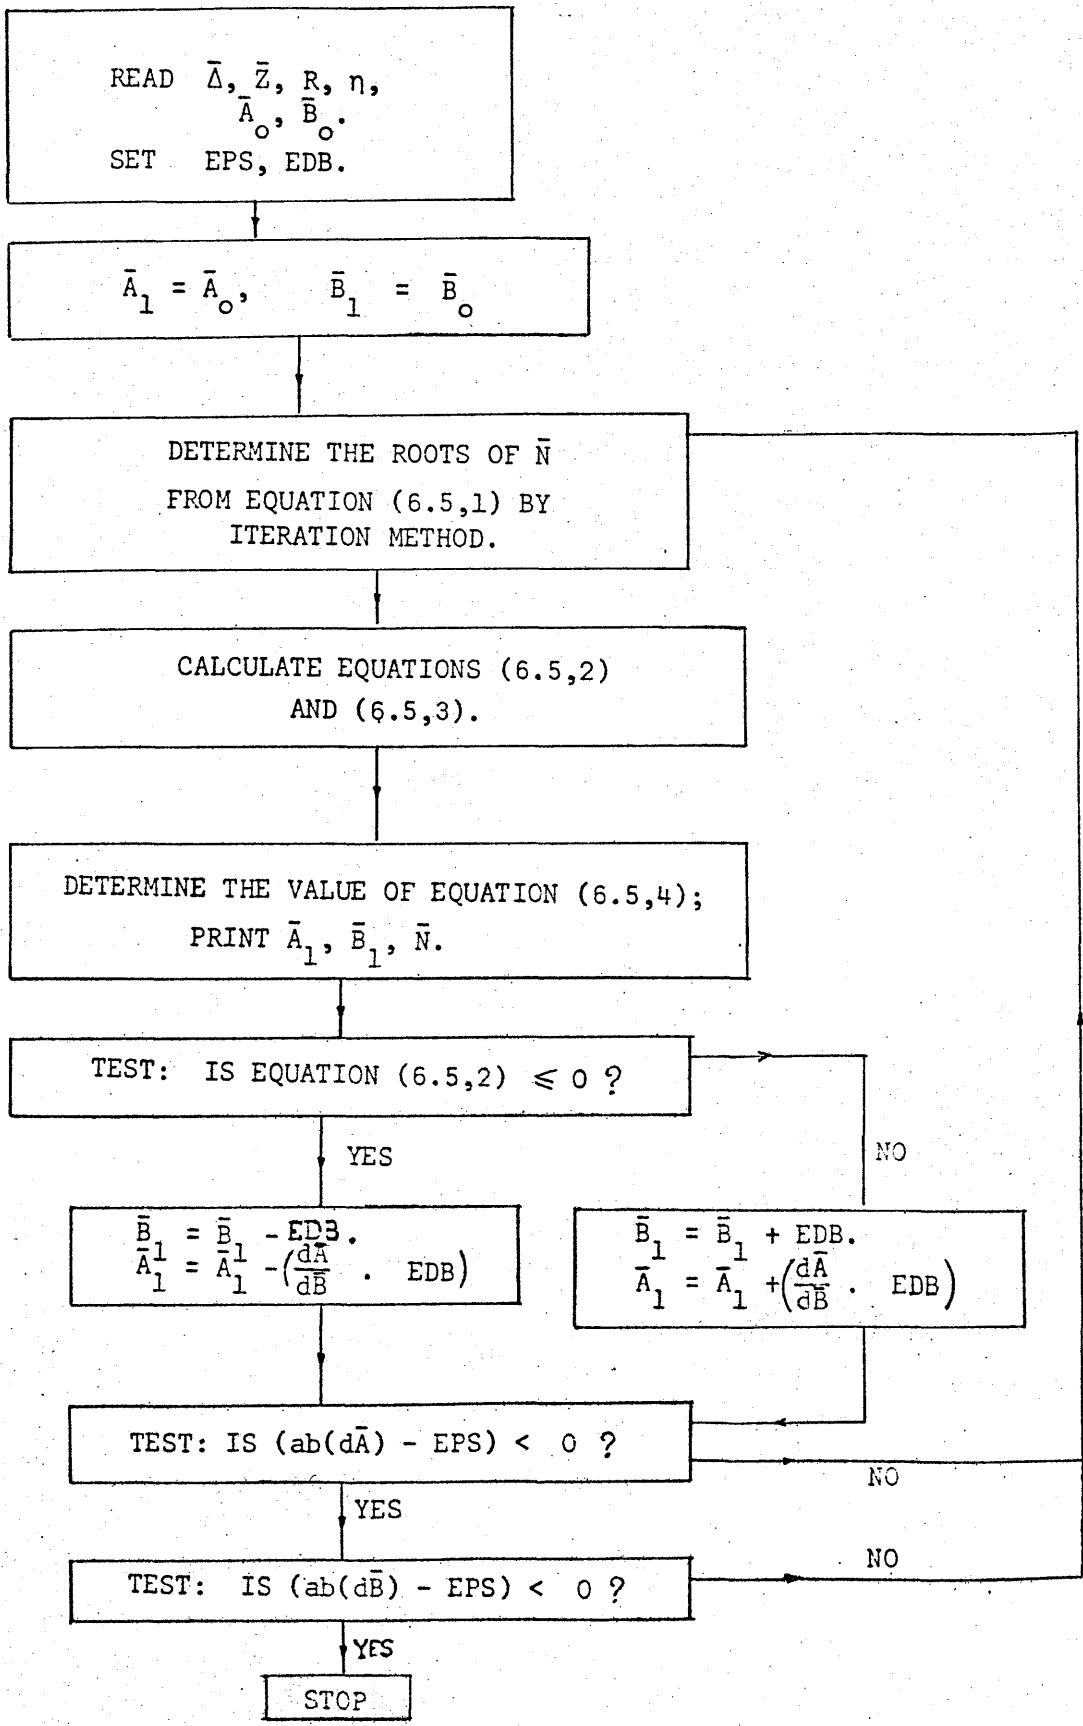 READ Δ̄, Z̄, R, η,
Ā₀, B̄₀.
SET EPS, EDB.
Ā₁ = Ā₀, B̄₁ = B̄₀
DETERMINE THE ROOTS OF N̄
FROM EQUATION (6.5,1) BY
ITERATION METHOD.
CALCULATE EQUATIONS (6.5,2)
AND (6.5,3).
DETERMINE THE VALUE OF EQUATION (6.5,4);
PRINT Ā₁, B̄₁, N̄.
TEST: IS EQUATION (6.5,2) ⩽ 0 ?
YES
NO
B̄₁ = B̄₁ - EDB.
Ā₁ = Ā₁ -(dĀ/dB̄ . EDB)
B̄₁ = B̄₁ + EDB.
Ā₁ = Ā₁ +(dĀ/dB̄ . EDB)
TEST: IS (ab(dĀ) - EPS) < 0 ?
NO
YES
TEST: IS (ab(dB̄) - EPS) < 0 ?
NO
YES
STOP